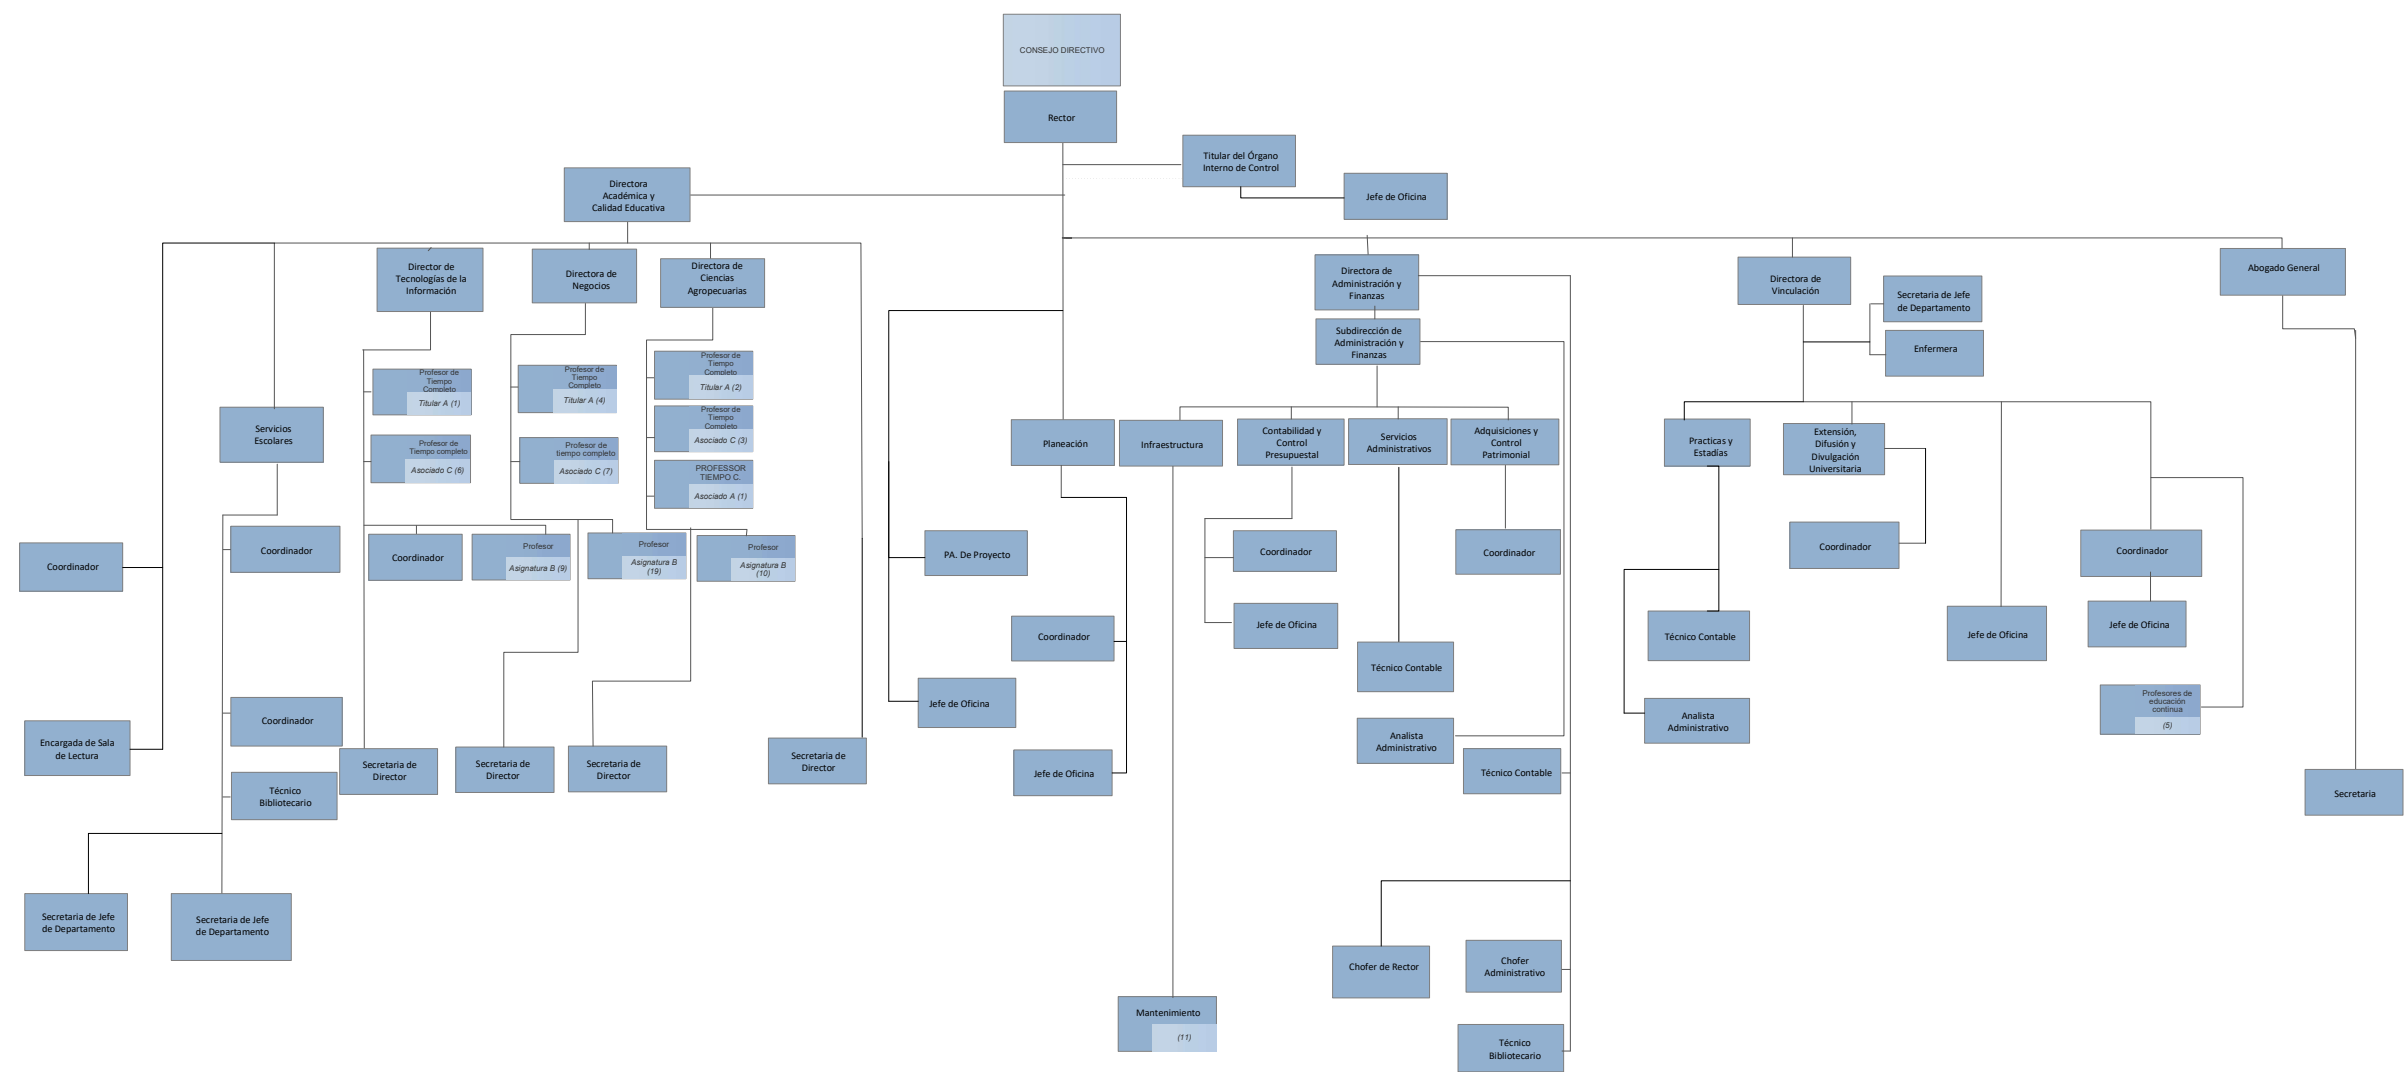 CONSEJO DIRECTIVO
Rector
Titular del Órgano
Interno de Control
Jefe de Oficina
Directora
Académica y
Calidad Educativa
Director de
Tecnologías de la
Información
Directora de
Negocios
Directora de
Ciencias
Agropecuarias
Directora de
Administración y
Finanzas
Subdirección de
Administración y
Finanzas
Directora de
Vinculación
Secretaria de Jefe
de Departamento
Enfermera
Abogado General
Profesor de
Tiempo
Completo
Titular A (1)
Profesor de
Tiempo completo
Asociado C (6)
Profesor de
Tiempo
Completo
Titular A (4)
Profesor de
tiempo completo
Asociado C (7)
Profesor de
Tiempo
Completo
Titular A (2)
Profesor de
Tiempo
Completo
Asociado C (3)
PROFESSOR
TIEMPO C.
Asociado A (1)
Servicios
Escolares
Planeación
Infraestructura
Contabilidad y
Control
Presupuestal
Servicios
Administrativos
Adquisiciones y
Control
Patrimonial
Practicas y
Estadías
Extensión,
Difusión y
Divulgación
Universitaria
Coordinador
Coordinador
Coordinador
Profesor
Asignatura B (9)
Profesor
Asignatura B
(19)
Profesor
Asignatura B
(10)
PA. De Proyecto
Coordinador
Coordinador
Coordinador
Coordinador
Coordinador
Jefe de Oficina
Técnico Contable
Técnico Contable
Jefe de Oficina
Jefe de Oficina
Jefe de Oficina
Coordinador
Encargada de Sala
de Lectura
Técnico
Bibliotecario
Secretaria de
Director
Secretaria de
Director
Secretaria de
Director
Secretaria de
Director
Jefe de Oficina
Analista
Administrativo
Técnico Contable
Analista
Administrativo
Profesores de
educación
continua
(5)
Secretaria
Secretaria de Jefe
de Departamento
Secretaria de Jefe
de Departamento
Chofer de Rector
Chofer
Administrativo
Mantenimiento
(11)
Técnico
Bibliotecario